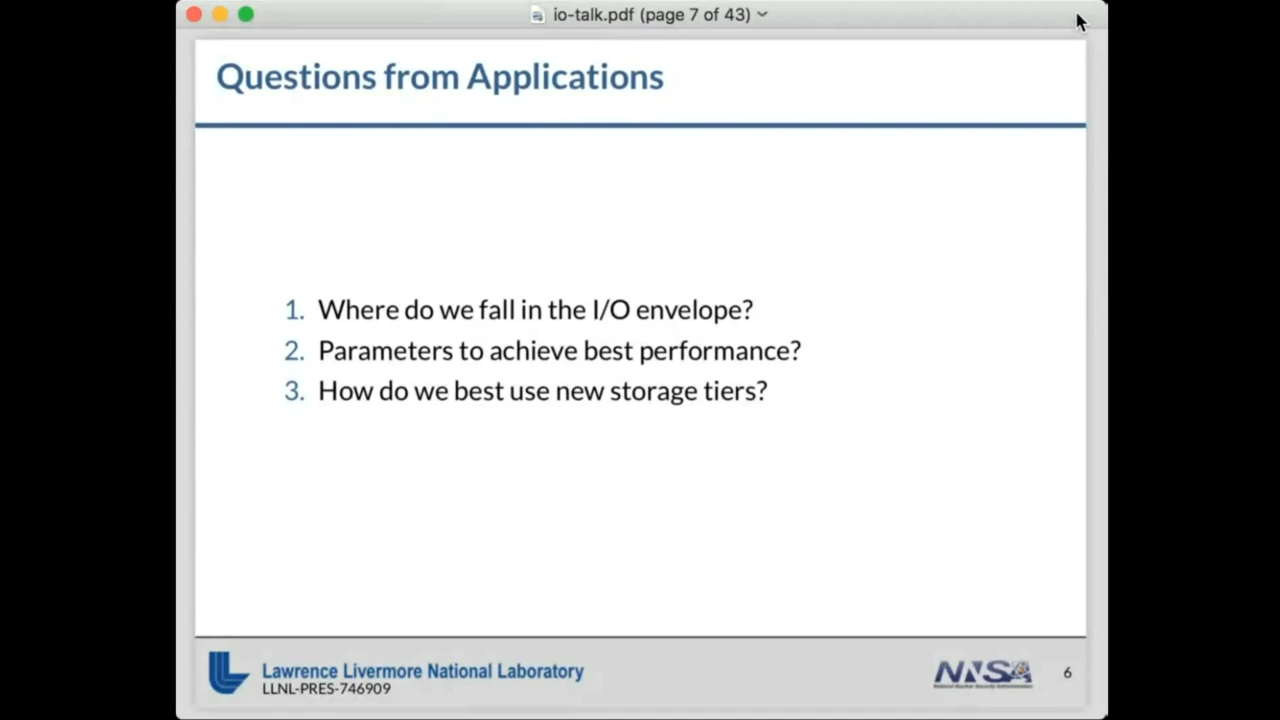 io-talk.pdf (page 7 of 43)
Questions from Applications
1. Where do we fall in the I/O envelope?
2. Parameters to achieve best performance?
3. How do we best use new storage tiers?
Lawrence Livermore National Laboratory
LLNL-PRES-746909
NNSA
6